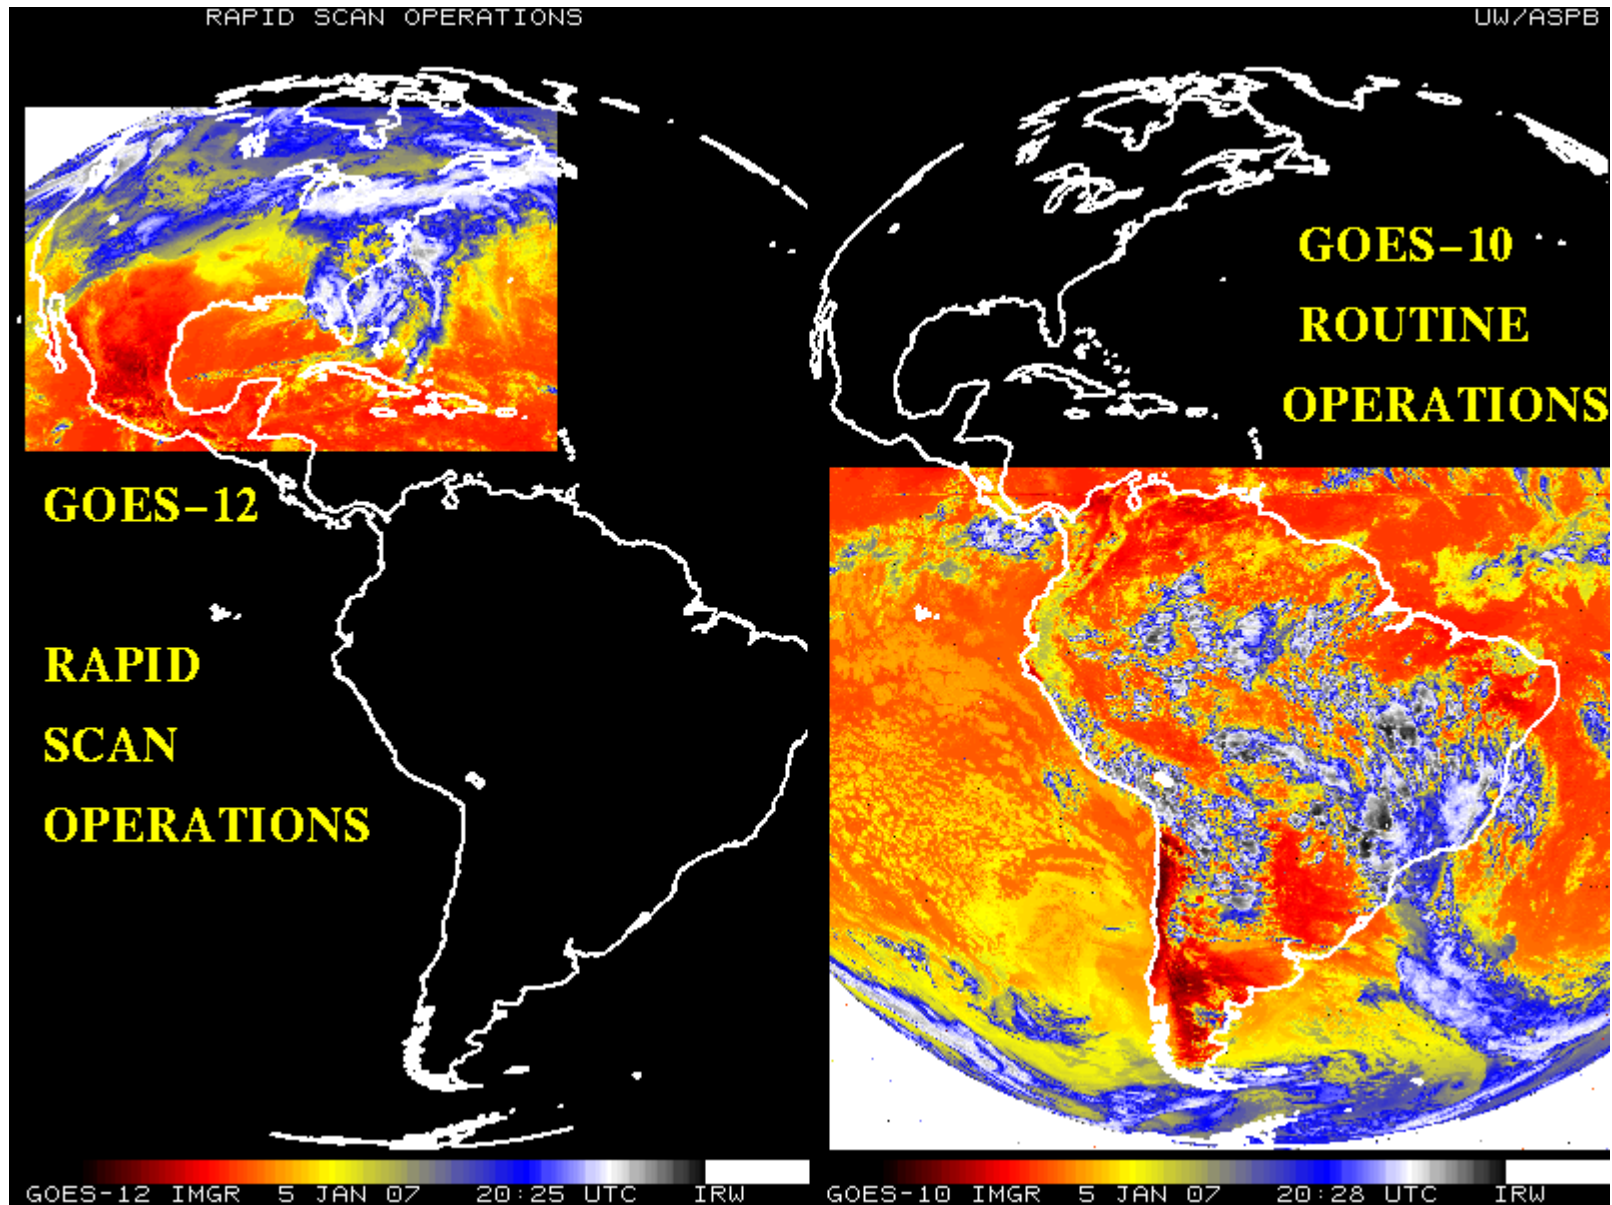 RAPID SCAN OPERATIONS
UW/ASPB
GOES-12
RAPID
SCAN
OPERATIONS
GOES-10
ROUTINE
OPERATIONS
GOES-12 IMGR 5 JAN 07 20:25 UTC IRW
GOES-10 IMGR 5 JAN 07 20:28 UTC IRW